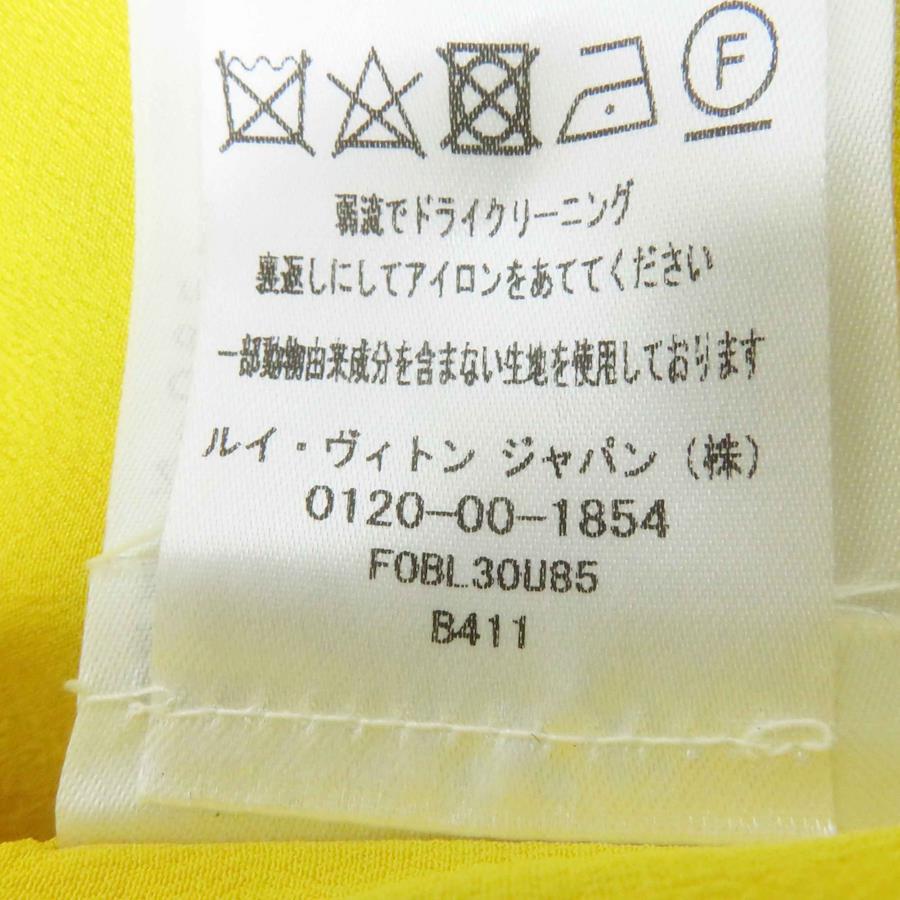 F
弱流でドライクリーニング
裏返しにしてアイロンをあててください
一部動物由来成分を含まない生地を使用しております
ルイ・ヴィトン ジャパン (株)
0120-00-1854
FOBL30U85
B411